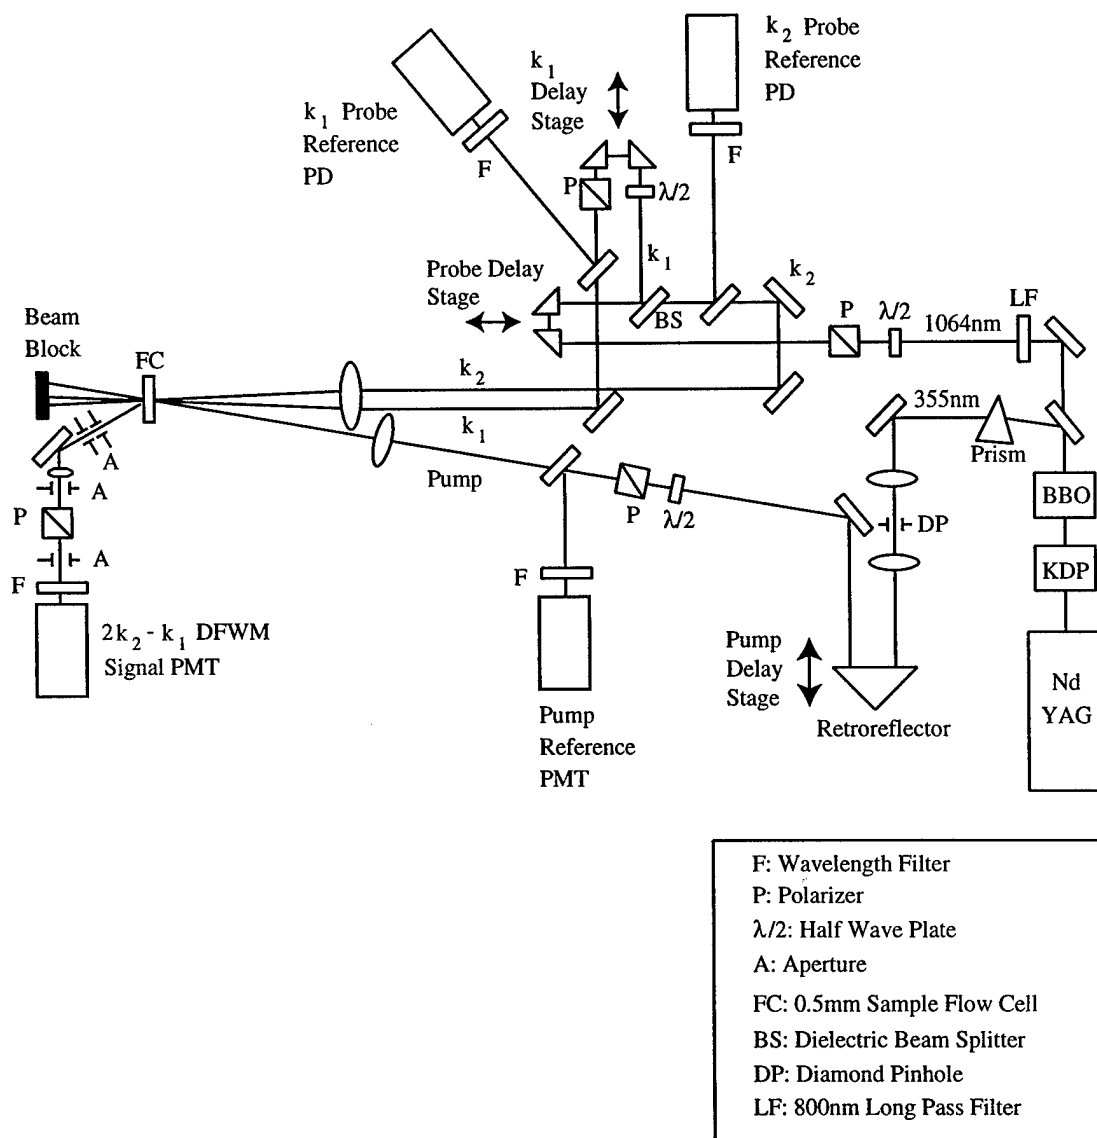 k1 Probe
Reference
PD
F
k1
Delay
Stage
k2 Probe
Reference
PD
F
P
λ/2
k1
Probe Delay
Stage
BS
k2
P
λ/2
1064nm
LF
Beam
Block
FC
k2
k1
355nm
Prism
A
Pump
A
P
λ/2
DP
BBO
P
A
F
F
KDP
2k2 - k1 DFWM
Signal PMT
Pump
Delay
Stage
Nd
YAG
Retroreflector
Pump
Reference
PMT
F: Wavelength Filter
P: Polarizer
λ/2: Half Wave Plate
A: Aperture
FC: 0.5mm Sample Flow Cell
BS: Dielectric Beam Splitter
DP: Diamond Pinhole
LF: 800nm Long Pass Filter